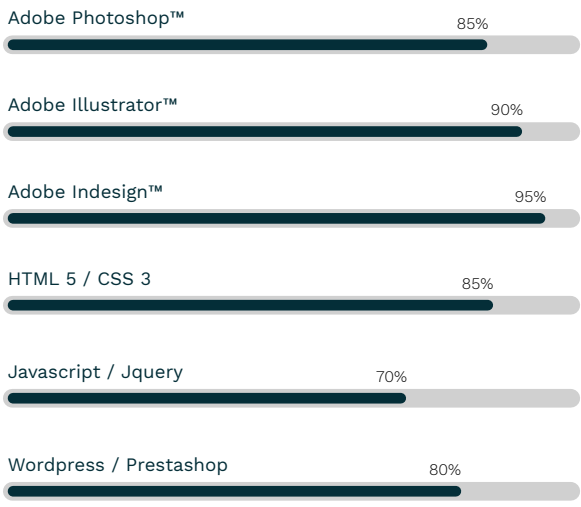 Adobe Photoshop™
85%
Adobe Illustrator™
90%
Adobe Indesign™
95%
HTML 5 / CSS 3
85%
Javascript / Jquery
70%
Wordpress / Prestashop
80%